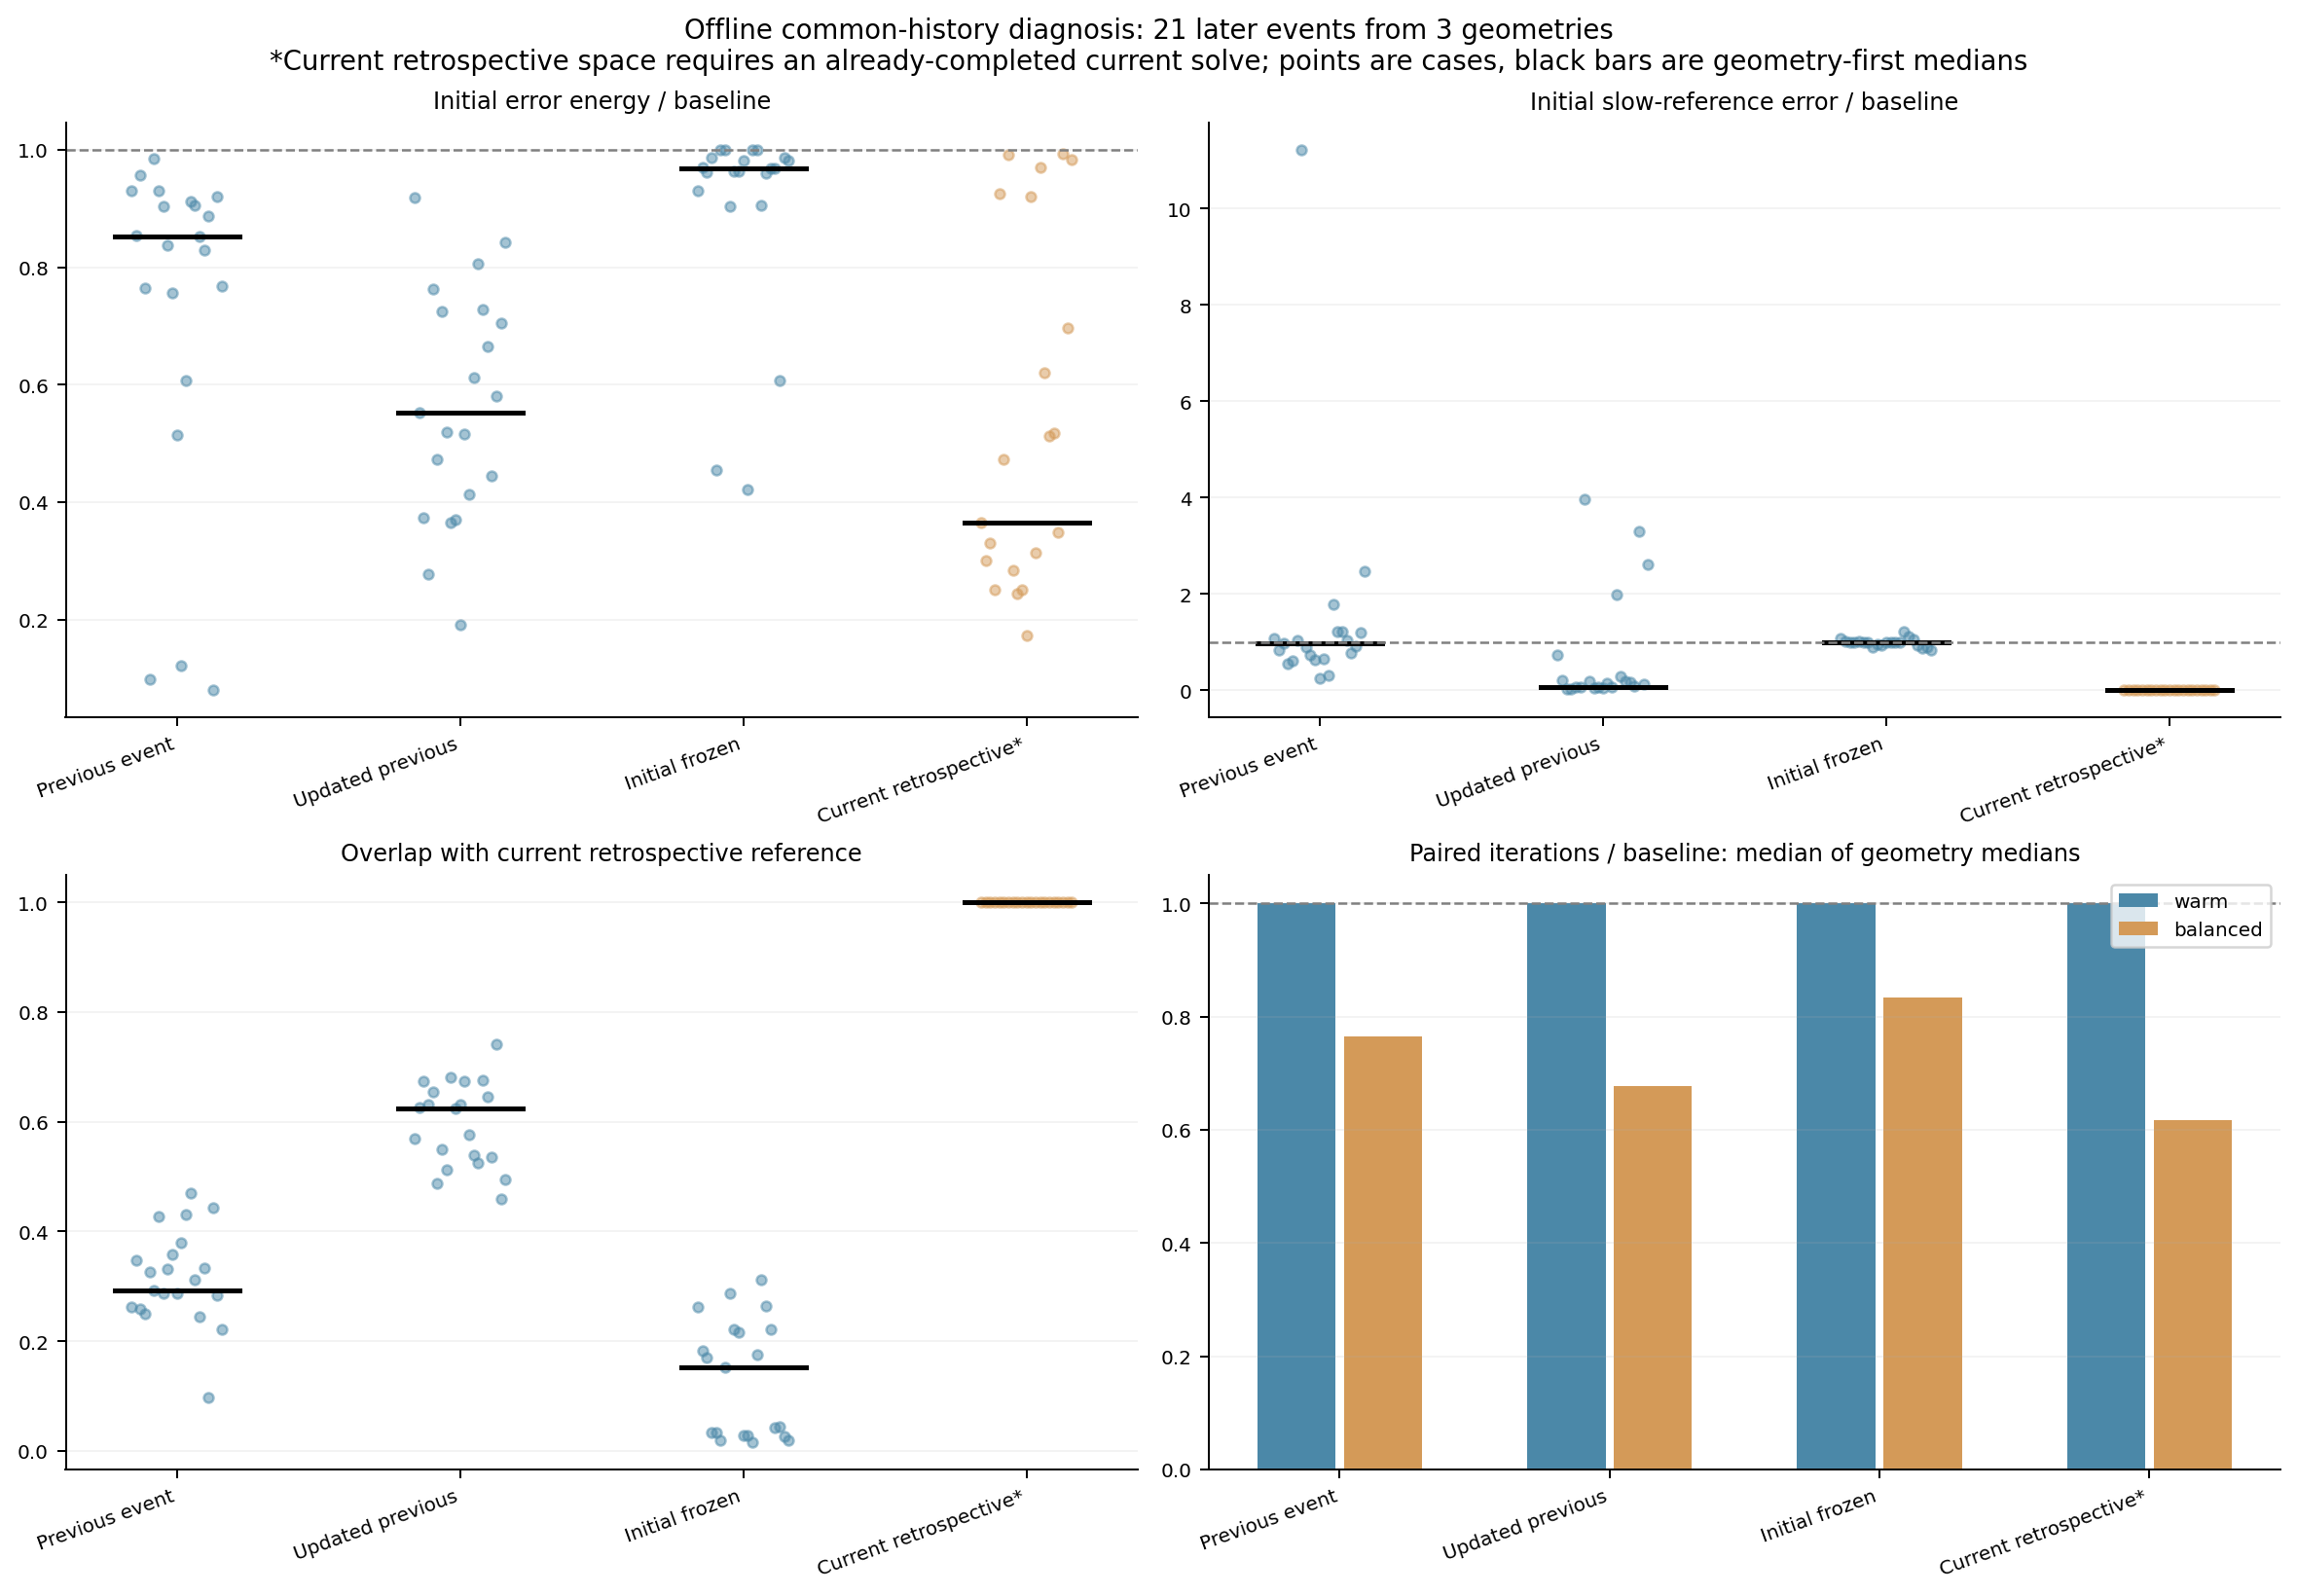 Offline common-history diagnosis: 21 later events from 3 geometries
*Current retrospective space requires an already-completed current solve; points are cases, black bars are geometry-first medians
Initial error energy / baseline
1.0
0.8
0.6
0.4
0.2
Previous event
Updated previous
Initial frozen
Current retrospective*
Initial slow-reference error / baseline
10
8
6
4
2
0
Previous event
Updated previous
Initial frozen
Current retrospective*
Overlap with current retrospective reference
1.0
0.8
0.6
0.4
0.2
0.0
Previous event
Updated previous
Initial frozen
Current retrospective*
Paired iterations / baseline: median of geometry medians
1.0
0.8
0.6
0.4
0.2
0.0
warm
balanced
Previous event
Updated previous
Initial frozen
Current retrospective*